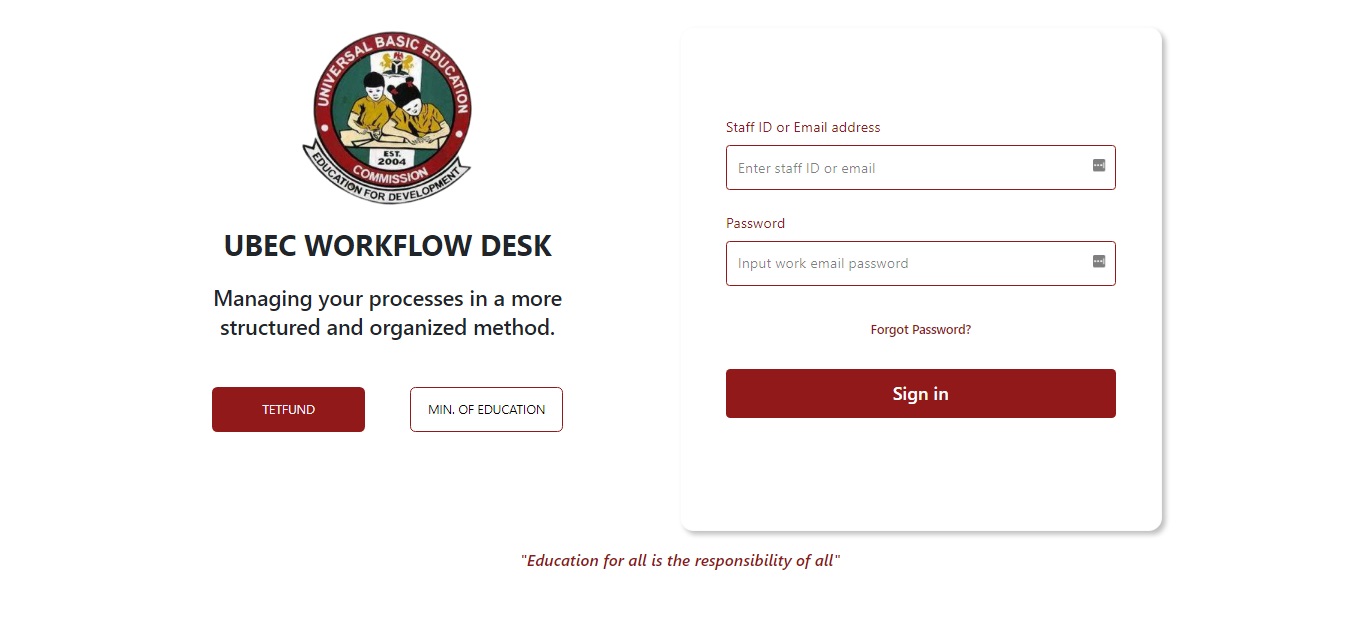 UNIVERSAL BASIC EDUCATION
EST.
2004
COMMISSION
EDUCATION FOR DEVELOPMENT
UBEC WORKFLOW DESK
Managing your processes in a more
structured and organized method.
TETFUND
MIN. OF EDUCATION
Staff ID or Email address
Enter staff ID or email
Password
Input work email password
Forgot Password?
Sign in
"Education for all is the responsibility of all"